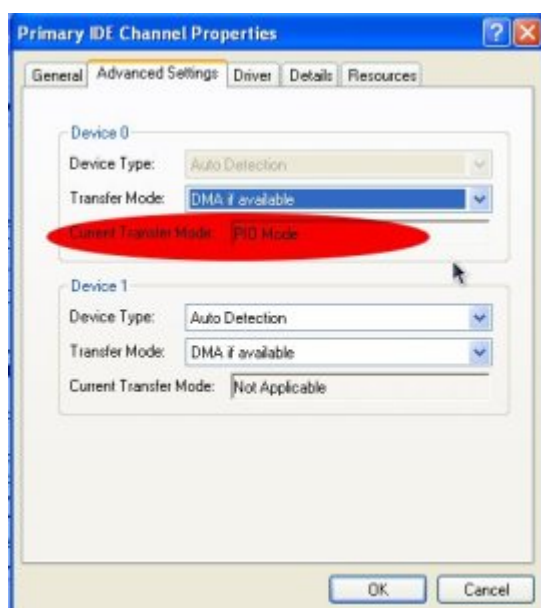 Primary IDE Channel Properties
General Advanced Settings Driver Details Resources
Device 0
Device Type: Auto Detection
Transfer Mode: DMA if available
Current Transfer Mode: PIO Mode
Device 1
Device Type: Auto Detection
Transfer Mode: DMA if available
Current Transfer Mode: Not Applicable
OK Cancel